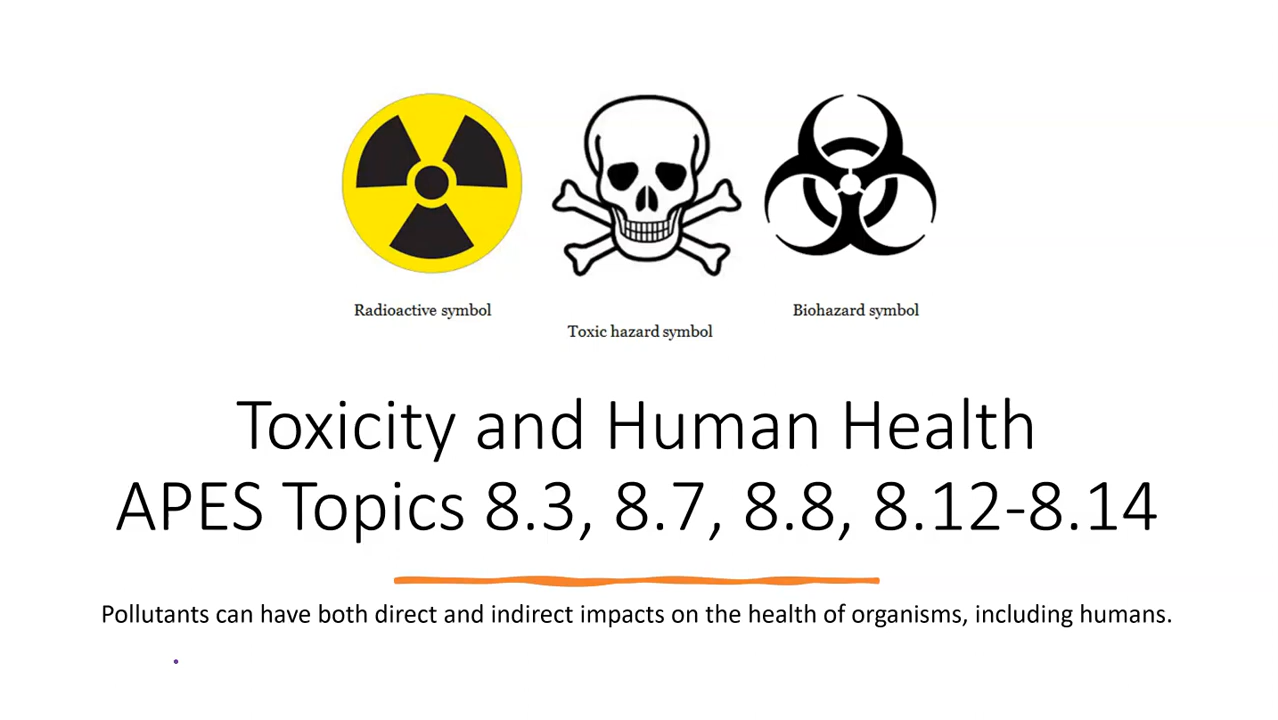 Radioactive symbol
Toxic hazard symbol
Biohazard symbol
Toxicity and Human Health
APES Topics 8.3, 8.7, 8.8, 8.12-8.14
Pollutants can have both direct and indirect impacts on the health of organisms, including humans.